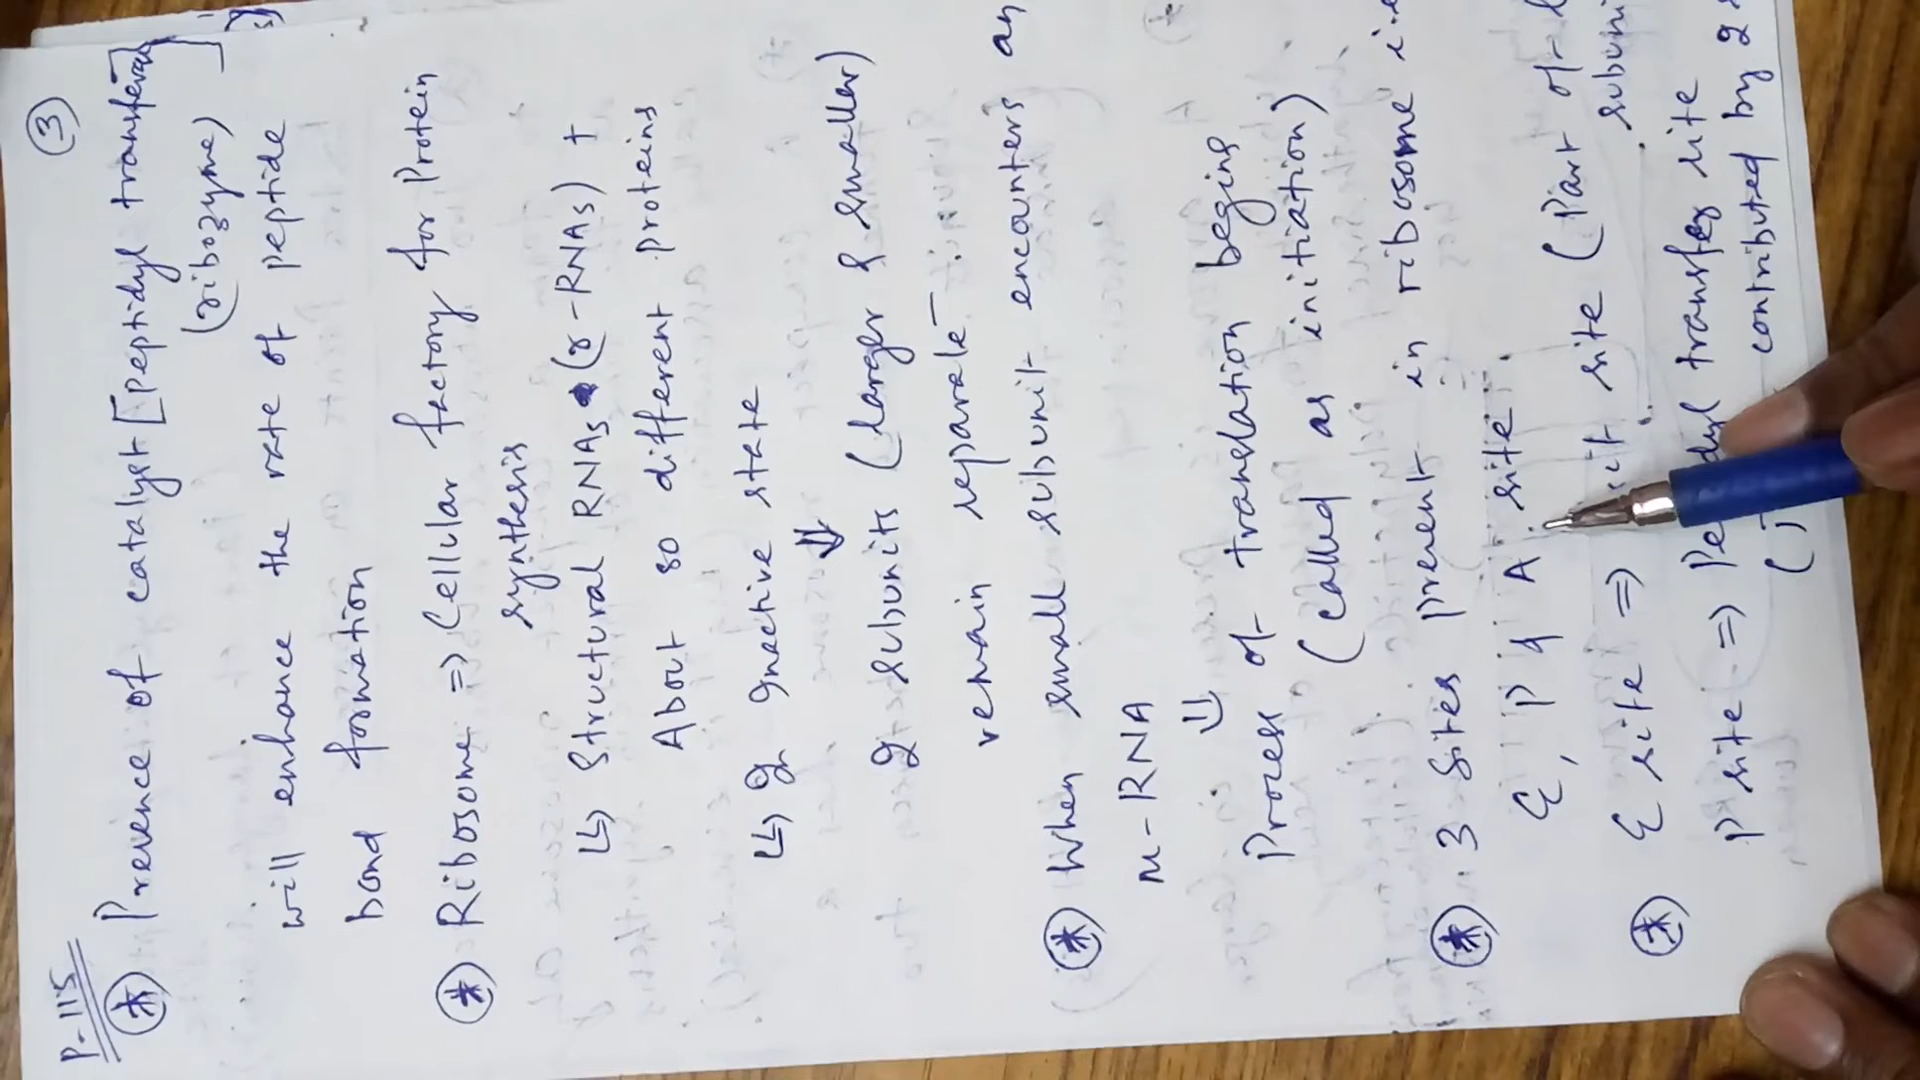 P-115
③
Presence of catalyst [Peptidyl transferase]
(ribozyme)
will enhance the rate of peptide
bond formation
Ribosome => Cellular factory for Protein
synthesis
↳ Structural RNAs (r-RNAs) +
About 80 different proteins
↳ In inactive state
⇓
2 subunits (Larger & smaller)
remain separate
When small subunit encounters an
m-RNA
⇓
Process of translation begins
(called as initiation)
3 Sites present in ribosome i.e
E, P & A site
E site => site (Part of
subuni
P site => transfer site
contributed by 2